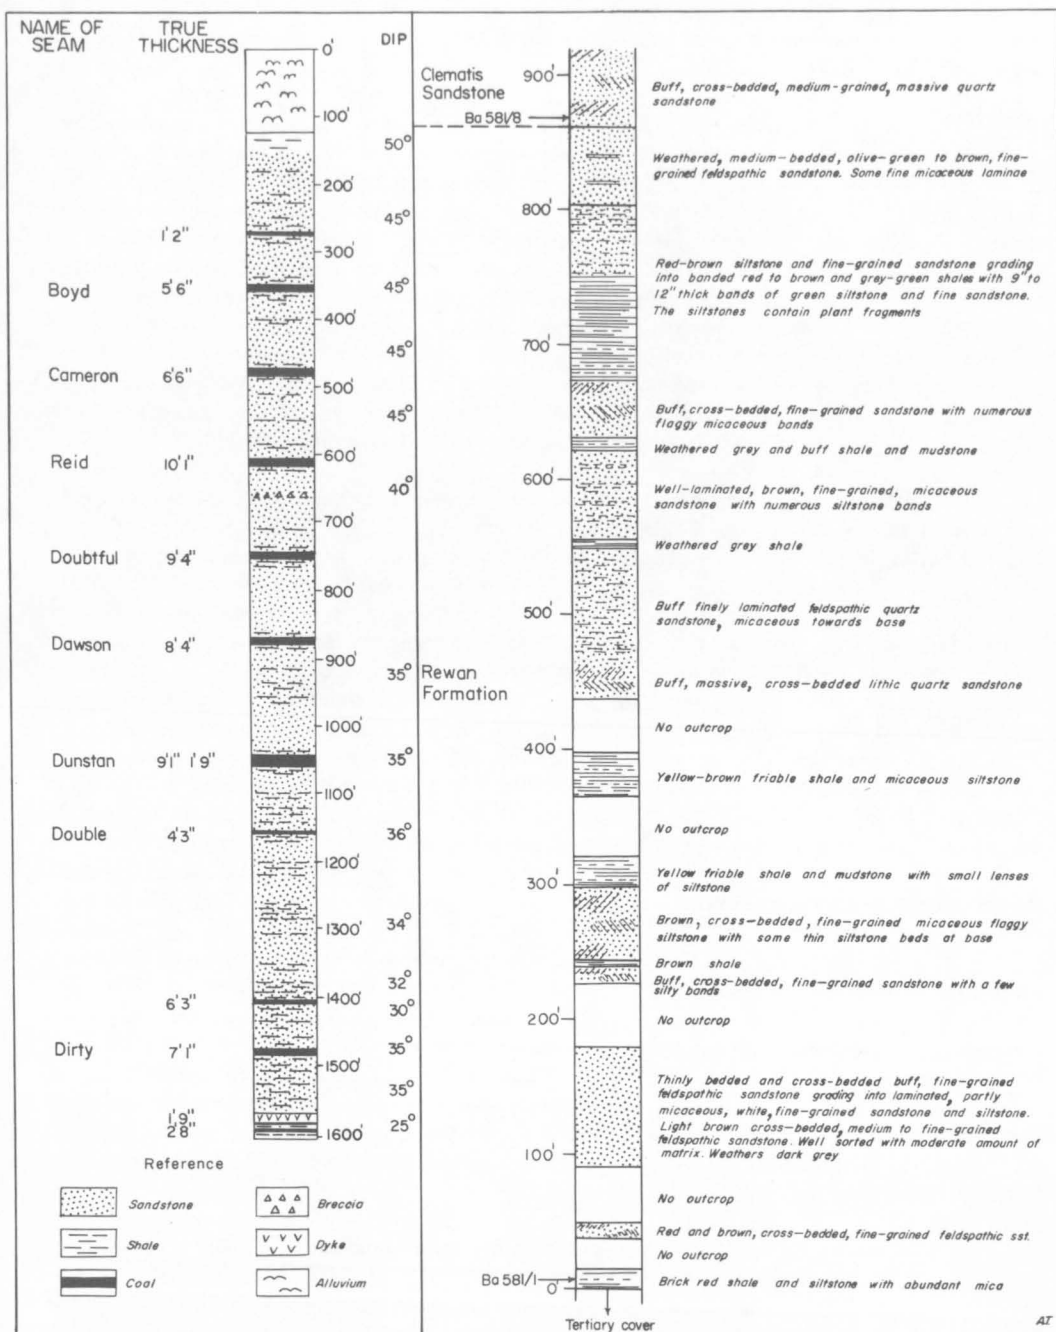 NAME OF SEAM
TRUE THICKNESS
DIP
0'
100'
50°
200'
45°
1'2"
300'
Boyd 5'6" 45°
400'
45°
Cameron 6'6"
500'
45°
600'
Reid 10'1"
40°
700'
Doubtful 9'4"
800'
Dawson 8'4"
900'
35°
1000'
Dunstan 9'1" 1'9" 35°
1100'
Double 4'3" 36°
1200'
1300' 34°
32°
1400'
6'3" 30°
Dirty 7'1" 35°
1500'
35°
1'9"
2'8" 25°
1600'
Reference
Sandstone
Breccia
Shale
Dyke
Coal
Alluvium
Clematis Sandstone
900'
Buff, cross-bedded, medium-grained, massive quartz
sandstone
Ba 581/8
Weathered, medium-bedded, olive-green to brown, fine-
grained feldspathic sandstone. Some fine micaceous laminae
800'
Red-brown siltstone and fine-grained sandstone grading
into banded red to brown and grey-green shales with 9" to
12" thick bands of green siltstone and fine sandstone.
The siltstones contain plant fragments
700'
Buff, cross-bedded, fine-grained sandstone with numerous
flaggy micaceous bands
Weathered grey and buff shale and mudstone
600'
Well-laminated, brown, fine-grained, micaceous
sandstone with numerous siltstone bands
Weathered grey shale
500'
Buff finely laminated feldspathic quartz
sandstone, micaceous towards base
Rewan Formation
Buff, massive, cross-bedded lithic quartz sandstone
No outcrop
400'
Yellow-brown friable shale and micaceous siltstone
No outcrop
300'
Yellow friable shale and mudstone with small lenses
of siltstone
Brown, cross-bedded, fine-grained micaceous flaggy
siltstone with some thin siltstone beds at base
Brown shale
Buff, cross-bedded, fine-grained sandstone with a few
silty bands
200'
No outcrop
Thinly bedded and cross-bedded buff, fine-grained
feldspathic sandstone grading into laminated, partly
micaceous, white, fine-grained sandstone and siltstone.
Light brown cross-bedded, medium to fine-grained
feldspathic sandstone. Well sorted with moderate amount of
matrix. Weathers dark grey
100'
No outcrop
Red and brown, cross-bedded, fine-grained feldspathic sst.
No outcrop
Ba 581/1
0'
Brick red shale and siltstone with abundant mica
Tertiary cover